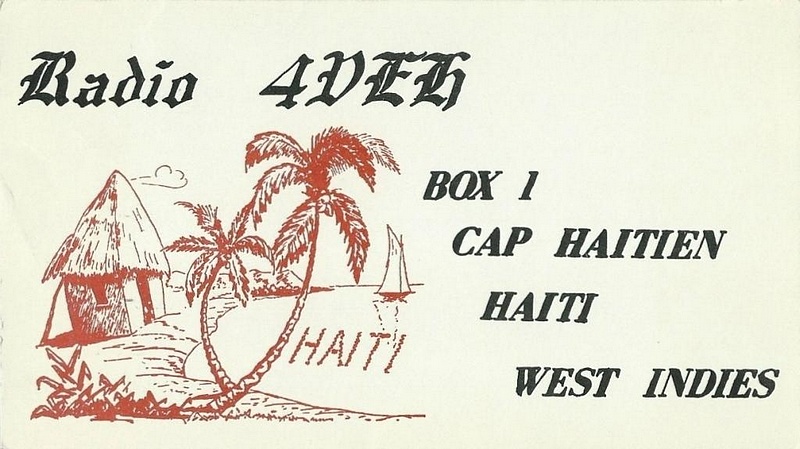 Radio 4VEH
BOX 1
CAP HAITIEN
HAITI
WEST INDIES
HAITI